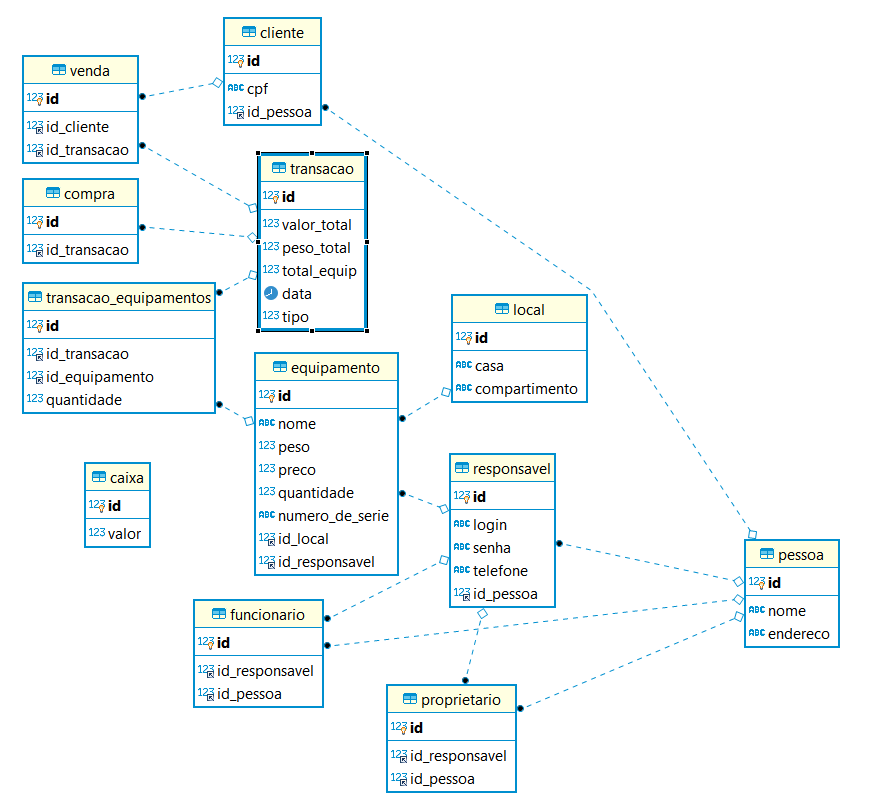 cliente
123 id
ABC cpf
123 id_pessoa
venda
123 id
123 id_cliente
123 id_transacao
transacao
123 id
123 valor_total
123 peso_total
123 total_equip
data
123 tipo
compra
123 id
123 id_transacao
transacao_equipamentos
123 id
123 id_transacao
123 id_equipamento
123 quantidade
local
123 id
ABC casa
ABC compartimento
equipamento
123 id
ABC nome
123 peso
123 preco
123 quantidade
ABC numero_de_serie
123 id_local
123 id_responsavel
caixa
123 id
123 valor
responsavel
123 id
ABC login
ABC senha
ABC telefone
123 id_pessoa
pessoa
123 id
ABC nome
ABC endereco
funcionario
123 id
123 id_responsavel
123 id_pessoa
proprietario
123 id
123 id_responsavel
123 id_pessoa